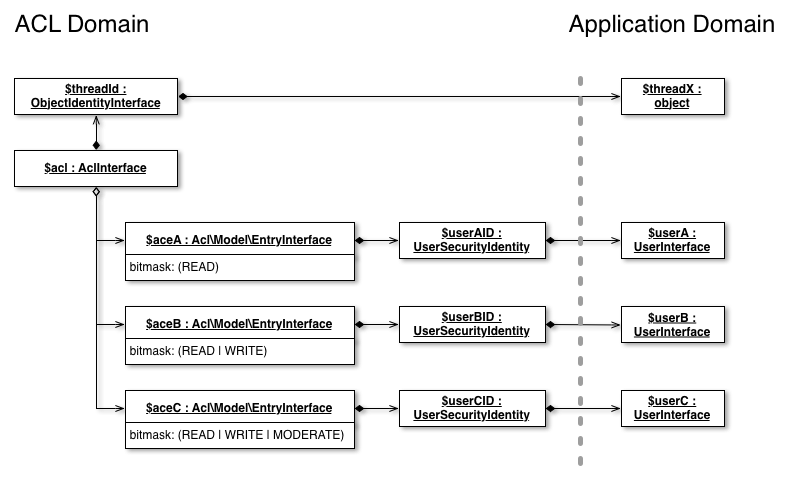 ACL Domain
Application Domain
$threadId :
ObjectIdentityInterface
$threadX :
object
$acl : AclInterface
$aceA : Acl\Model\EntryInterface
bitmask: (READ)
$userAID :
UserSecurityIdentity
$userA :
UserInterface
$aceB : Acl\Model\EntryInterface
bitmask: (READ | WRITE)
$userBID :
UserSecurityIdentity
$userB :
UserInterface
$aceC : Acl\Model\EntryInterface
bitmask: (READ | WRITE | MODERATE)
$userCID :
UserSecurityIdentity
$userC :
UserInterface